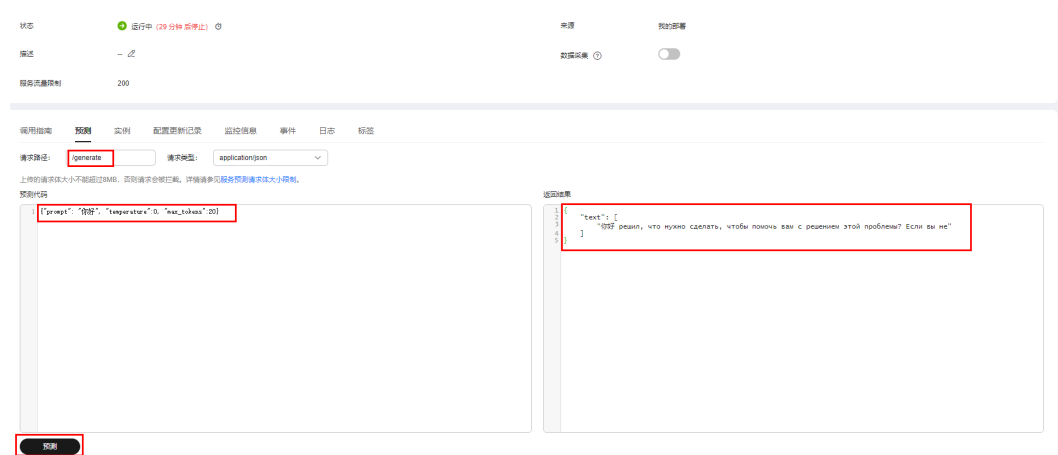 状态 运行中 (29 分钟 后停止) 来源 我的部署
描述 -- 数据采集
服务流量限制 200
调用指南 预测 实例 配置更新记录 监控信息 事件 日志 标签
请求路径: /generate 请求类型: application/json
上传的请求体大小不能超过8MB,否则请求会被拦截。详情请参见服务预测请求体大小限制。
预测代码 返回结果
1 {"prompt": "你好", "temperature":0, "max_tokens":20}
1 {
2 "text": [
3 "你好 решил, что нужно сделать, чтобы помочь вам с решением этой проблемы? Если вы не"
4 ]
5 }
预测